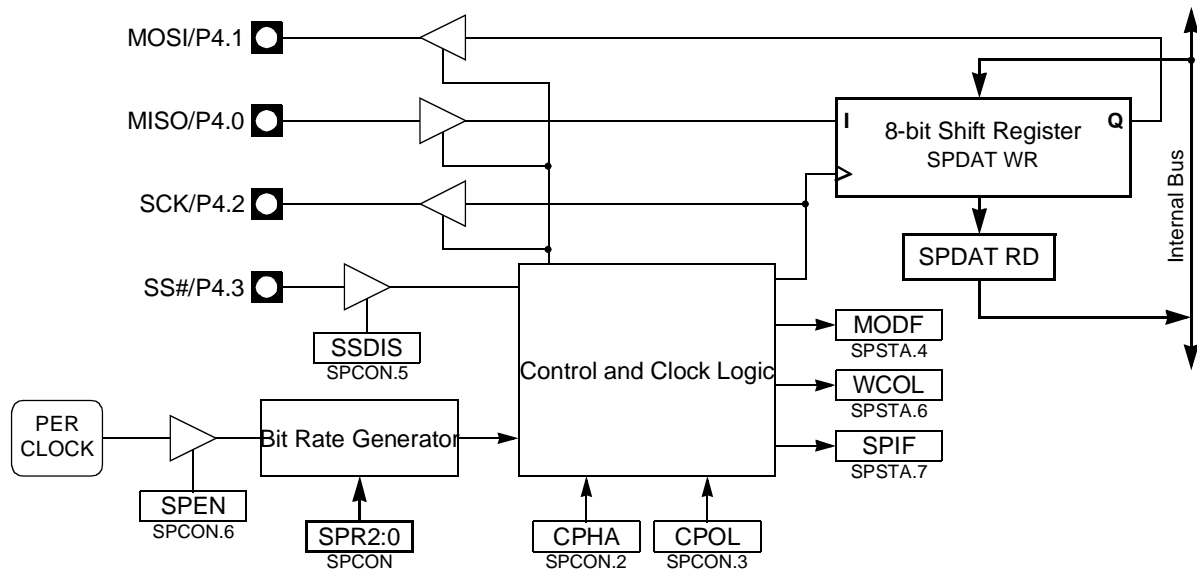 MOSI/P4.1
MISO/P4.0
I
8-bit Shift Register
Q
SPDAT WR
SCK/P4.2
Internal Bus
SPDAT RD
SS#/P4.3
SSDIS
SPCON.5
Control and Clock Logic
MODF
SPSTA.4
WCOL
SPSTA.6
SPIF
SPSTA.7
PER
CLOCK
Bit Rate Generator
SPEN
SPCON.6
SPR2:0
SPCON
CPHA
SPCON.2
CPOL
SPCON.3